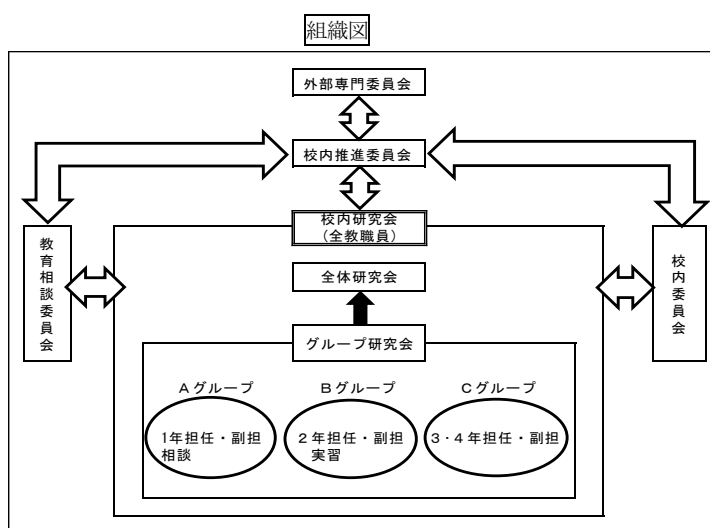 組織図
外部専門委員会
校内推進委員会
校内研究会
(全教職員)
教育相談委員会
校内委員会
全体研究会
グループ研究会
Aグループ
Bグループ
Cグループ
1年担任・副担
相談
2年担任・副担
実習
3・4年担任・副担